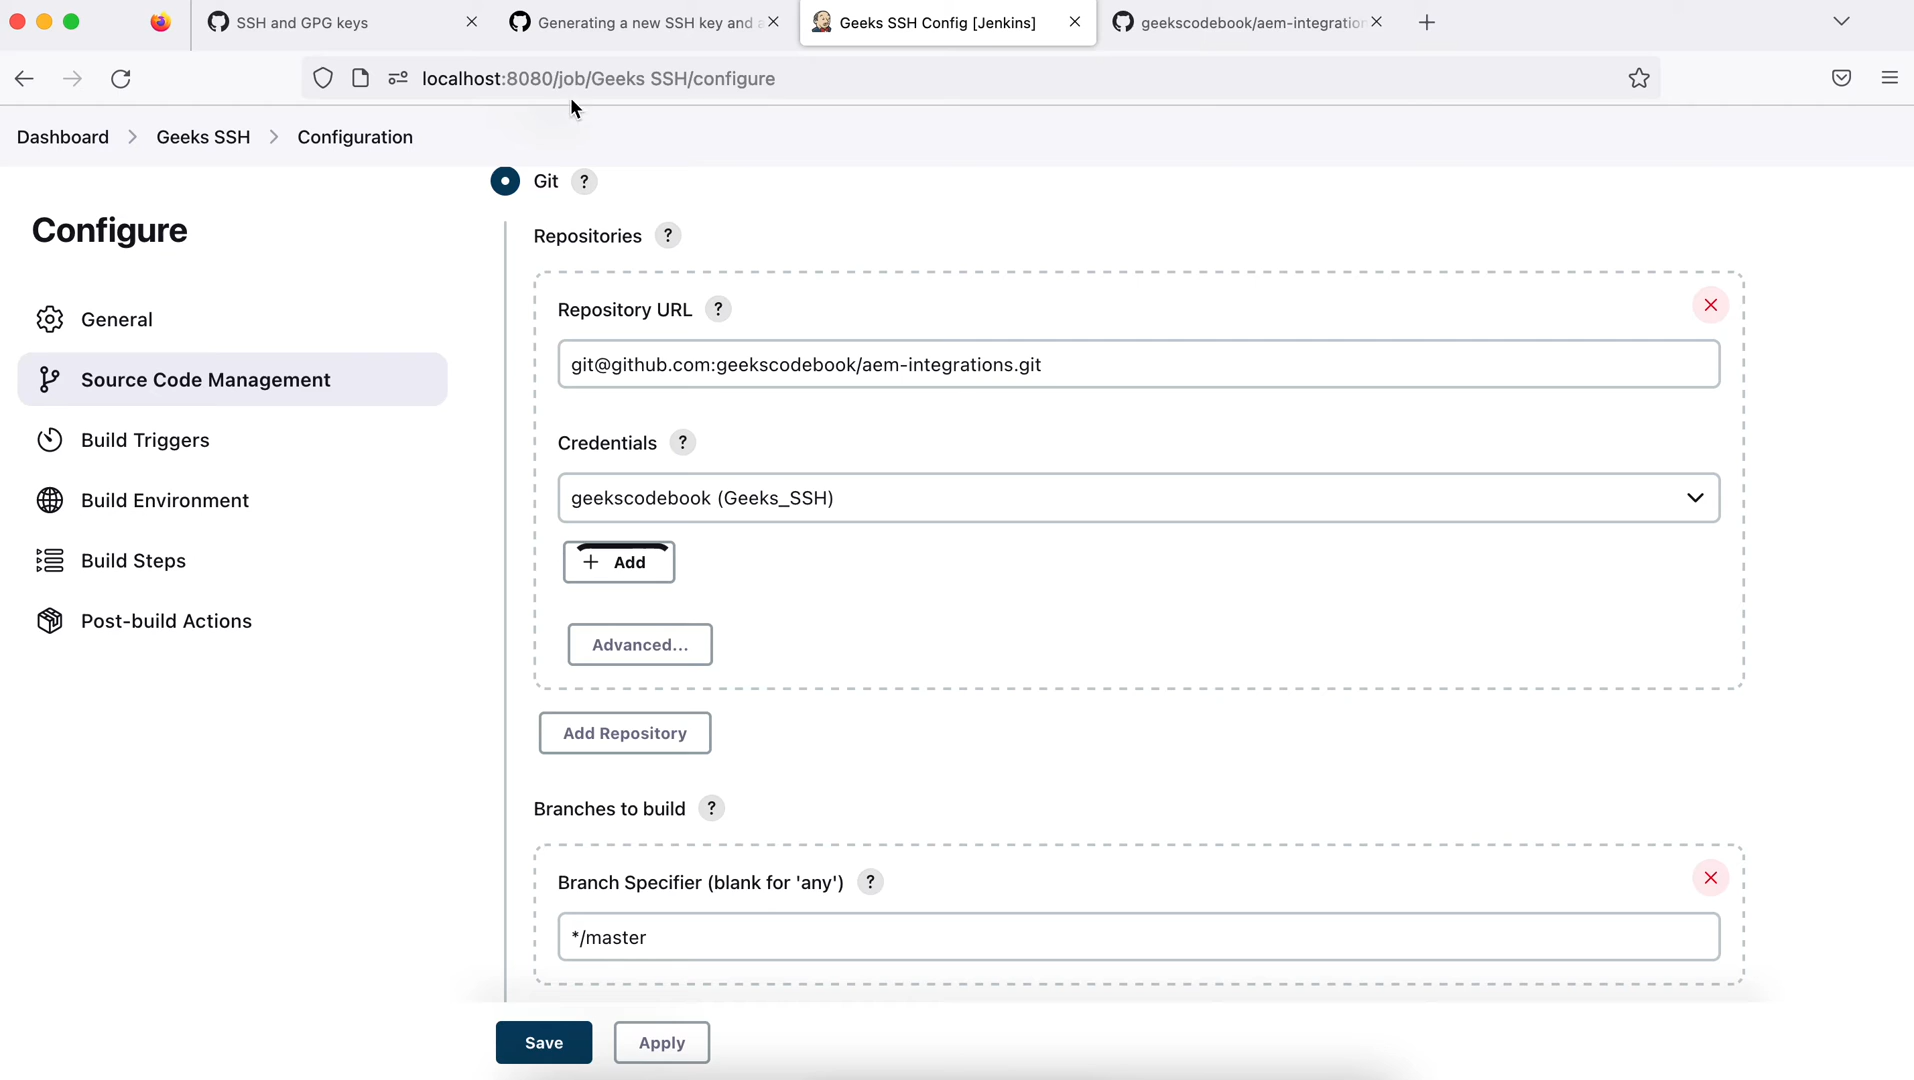 SSH and GPG keys
Generating a new SSH key and a
Geeks SSH Config [Jenkins]
geekscodebook/aem-integration
localhost:8080/job/Geeks SSH/configure
Dashboard
Geeks SSH
Configuration
Configure
General
Source Code Management
Build Triggers
Build Environment
Build Steps
Post-build Actions
Git ?
Repositories ?
Repository URL ?
git@github.com:geekscodebook/aem-integrations.git
Credentials ?
geekscodebook (Geeks_SSH)
+ Add
Advanced...
Add Repository
Branches to build ?
Branch Specifier (blank for 'any') ?
*/master
Save
Apply